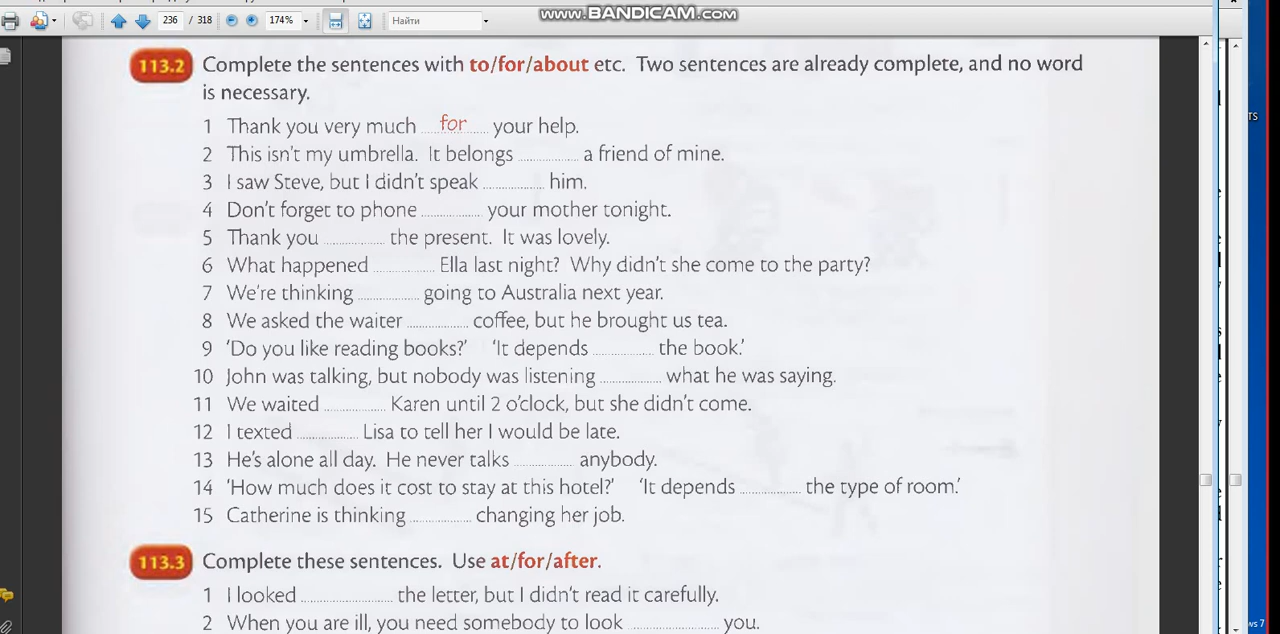 www.BANDICAM.com
236 / 318 174% Найти
113.2 Complete the sentences with to/for/about etc. Two sentences are already complete, and no word
is necessary.
1 Thank you very much for your help.
2 This isn't my umbrella. It belongs ............... a friend of mine.
3 I saw Steve, but I didn't speak ............... him.
4 Don't forget to phone ............... your mother tonight.
5 Thank you ............... the present. It was lovely.
6 What happened ............... Ella last night? Why didn't she come to the party?
7 We're thinking ............... going to Australia next year.
8 We asked the waiter ............... coffee, but he brought us tea.
9 'Do you like reading books?' 'It depends ............... the book.'
10 John was talking, but nobody was listening ............... what he was saying.
11 We waited ............... Karen until 2 o'clock, but she didn't come.
12 I texted ............... Lisa to tell her I would be late.
13 He's alone all day. He never talks ............... anybody.
14 'How much does it cost to stay at this hotel?' 'It depends ............... the type of room.'
15 Catherine is thinking ............... changing her job.
113.3 Complete these sentences. Use at/for/after.
1 I looked ............... the letter, but I didn't read it carefully.
2 When you are ill, you need somebody to look ............... you.